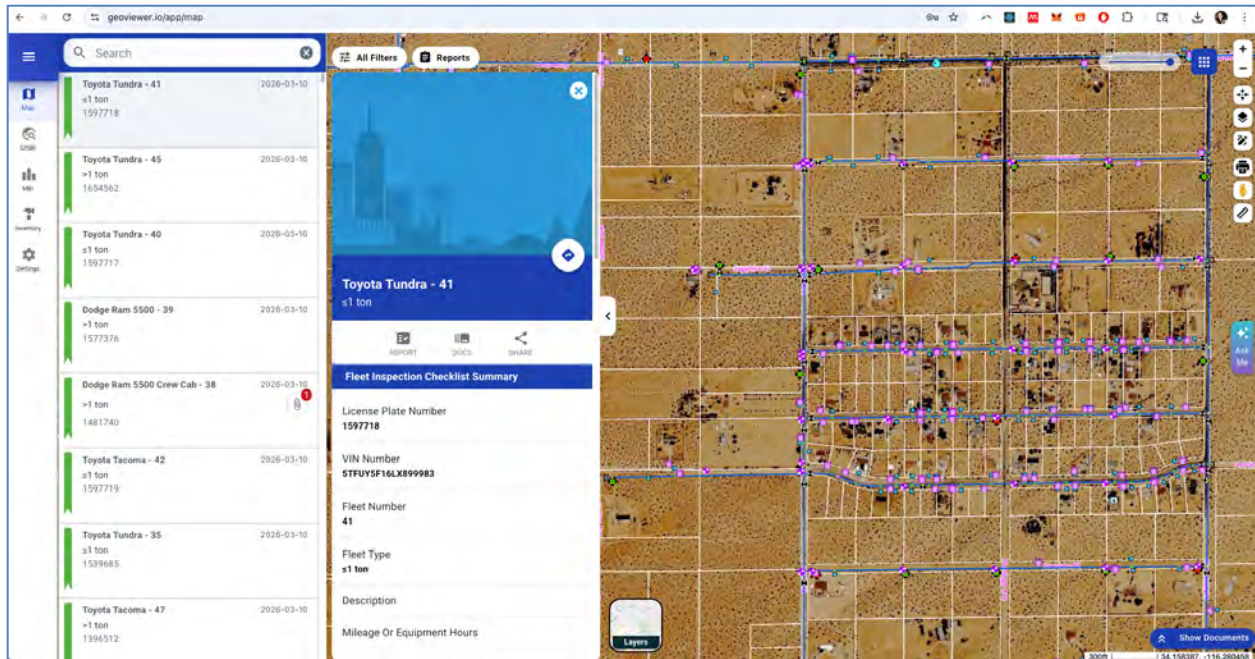 geoviewer.io/app/map
Search
All Filters
Reports
Map
Inventory
Settings
Toyota Tundra - 41 2026-03-10
≤1 ton
1597718
Toyota Tundra - 45 2026-03-10
>1 ton
1654562
Toyota Tundra - 40 2026-03-10
≤1 ton
1597717
Dodge Ram 5500 - 39 2026-03-10
>1 ton
1577376
Dodge Ram 5500 Crew Cab - 38 2026-03-10
>1 ton 1
1481740
Toyota Tacoma - 42 2026-03-10
≤1 ton
1597719
Toyota Tundra - 35 2026-03-10
≤1 ton
1539685
Toyota Tacoma - 47 2026-03-10
>1 ton
1396512
Toyota Tundra - 41
≤1 ton
REPORT DOCS SHARE
Fleet Inspection Checklist Summary
License Plate Number
1597718
VIN Number
5TFUY5F16LX899983
Fleet Number
41
Fleet Type
≤1 ton
Description
Mileage Or Equipment Hours
Layers
Ask
Me
Show Documents
300ft 34.158387, -116.280458